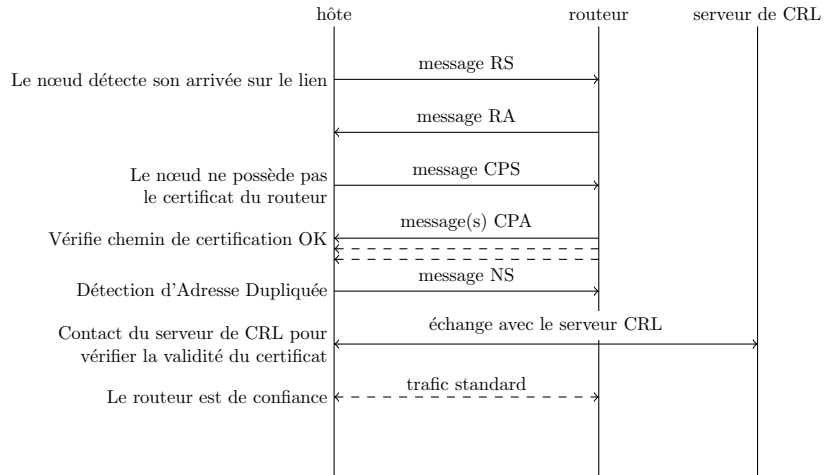 hôte routeur serveur de CRL
message RS
Le nœud détecte son arrivée sur le lien
message RA
Le nœud ne possède pas
le certificat du routeur
message CPS
message(s) CPA
Vérifie chemin de certification OK
message NS
Détection d'Adresse Dupliquée
échange avec le serveur CRL
Contact du serveur de CRL pour
vérifier la validité du certificat
trafic standard
Le routeur est de confiance